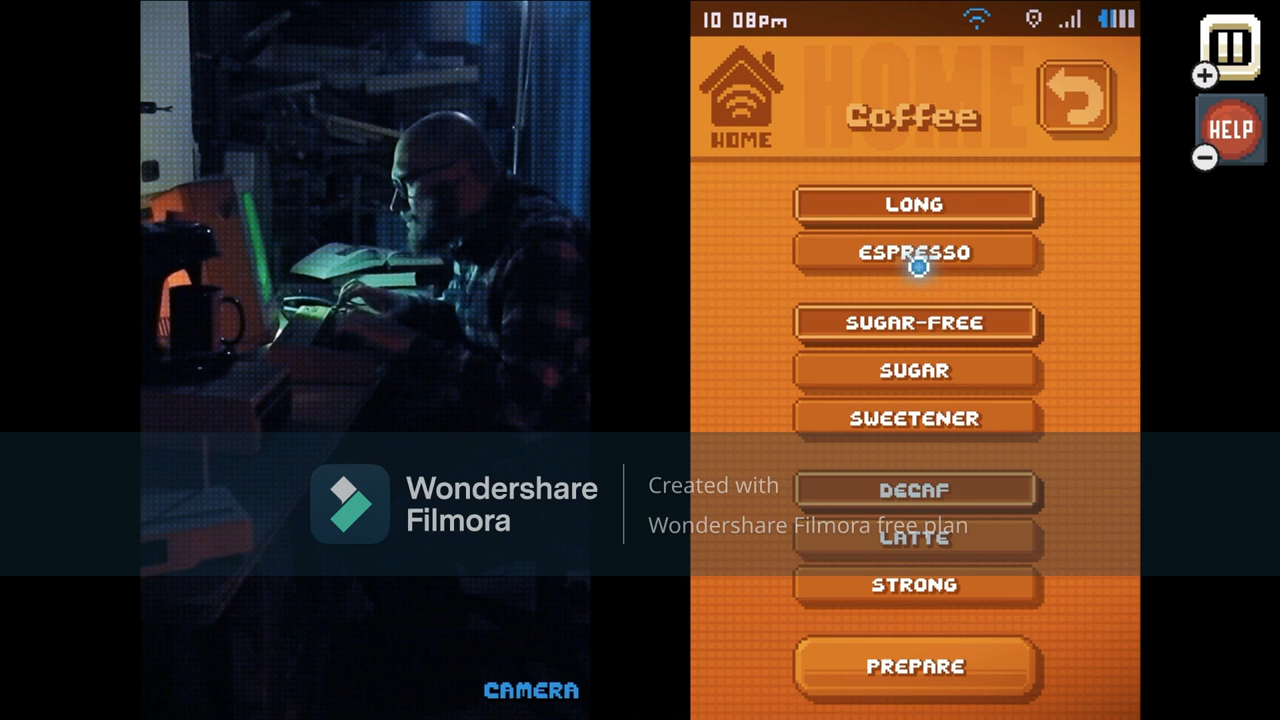 10 08pm
HOME
HOME
Coffee
HELP
LONG
ESPRESSO
SUGAR-FREE
SUGAR
SWEETENER
DECAF
LATTE
STRONG
PREPARE
Wondershare
Filmora
Created with
Wondershare Filmora free plan
CAMERA